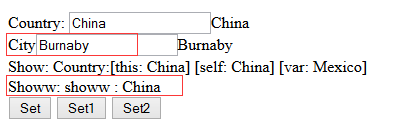 Country: China China
City Burnaby Burnaby
Show: Country:[this: China] [self: China] [var: Mexico]
Showw: showw : China
Set Set1 Set2